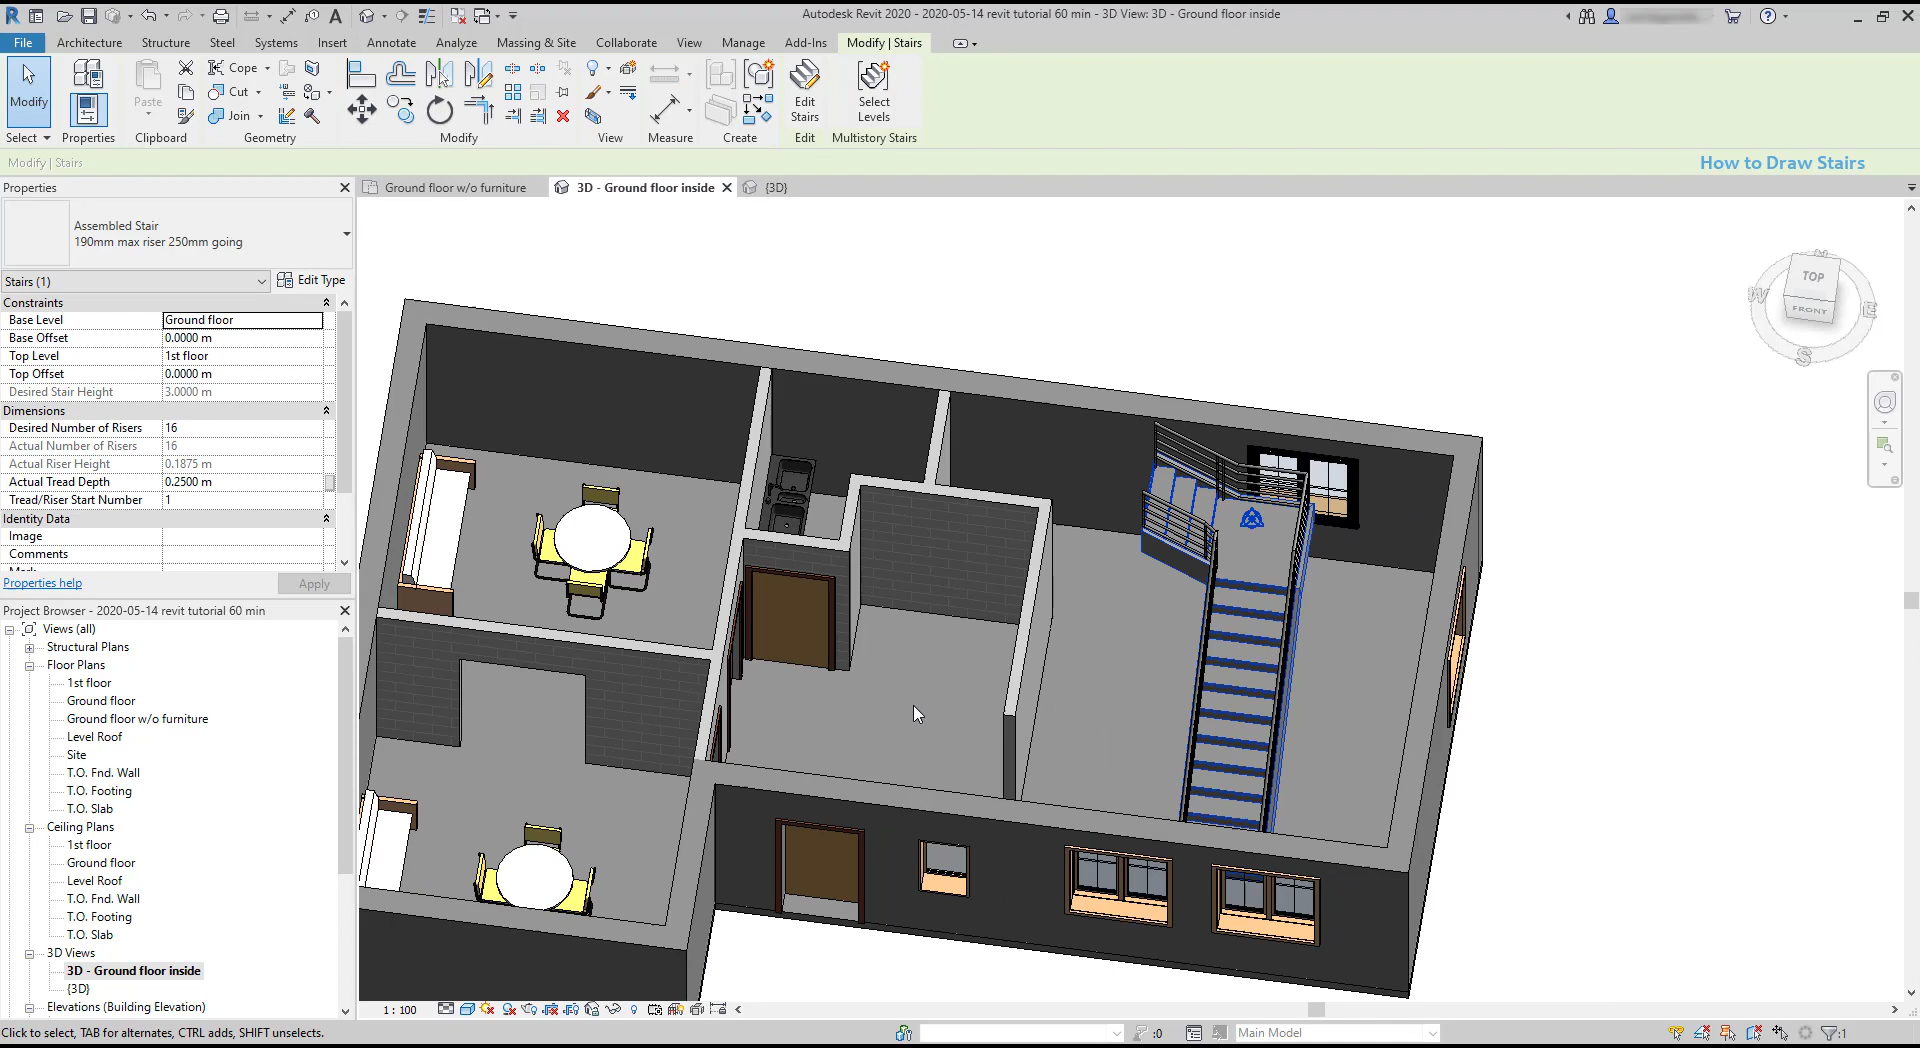 Autodesk Revit 2020 - 2020-05-14 revit tutorial 60 min - 3D View: 3D - Ground floor inside
File Architecture Structure Steel Systems Insert Annotate Analyze Massing & Site Collaborate View Manage Add-Ins Modify | Stairs
Modify
Select
Properties
Paste
Clipboard
Cope
Cut
Join
Geometry
Modify
View
Measure
Create
Edit Stairs
Edit
Select Levels
Multistory Stairs
Modify | Stairs
How to Draw Stairs
Properties
Ground floor w/o furniture
3D - Ground floor inside
{3D}
Assembled Stair
190mm max riser 250mm going
Stairs (1)
Edit Type
Constraints
Base Level Ground floor
Base Offset 0.0000 m
Top Level 1st floor
Top Offset 0.0000 m
Desired Stair Height 3.0000 m
Dimensions
Desired Number of Risers 16
Actual Number of Risers 16
Actual Riser Height 0.1875 m
Actual Tread Depth 0.2500 m
Tread/Riser Start Number 1
Identity Data
Image
Comments
Properties help
Apply
Project Browser - 2020-05-14 revit tutorial 60 min
Views (all)
Structural Plans
Floor Plans
1st floor
Ground floor
Ground floor w/o furniture
Level Roof
Site
T.O. Fnd. Wall
T.O. Footing
T.O. Slab
Ceiling Plans
1st floor
Ground floor
Level Roof
T.O. Fnd. Wall
T.O. Footing
T.O. Slab
3D Views
3D - Ground floor inside
{3D}
Elevations (Building Elevation)
TOP
FRONT
W
E
S
1 : 100
Click to select, TAB for alternates, CTRL adds, SHIFT unselects.
:0
Main Model
:1